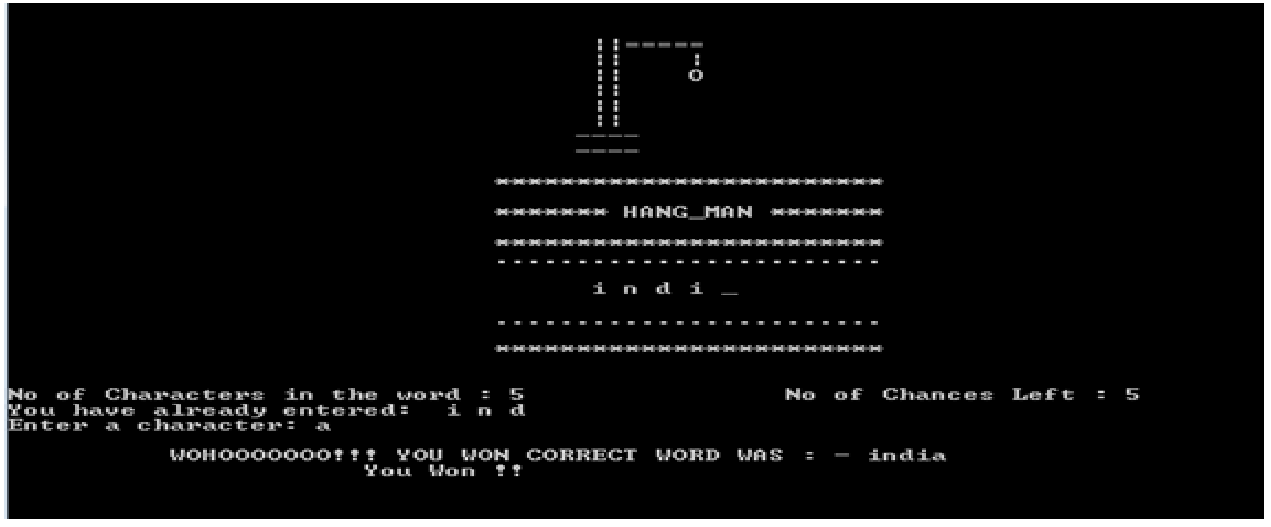 ******* HANG_MAN *******
i n d i _
No of Characters in the word : 5 No of Chances Left : 5
You have already entered: i n d
Enter a character: a
WOHOOOOOOO!!! YOU WON CORRECT WORD WAS : - india
You Won !!